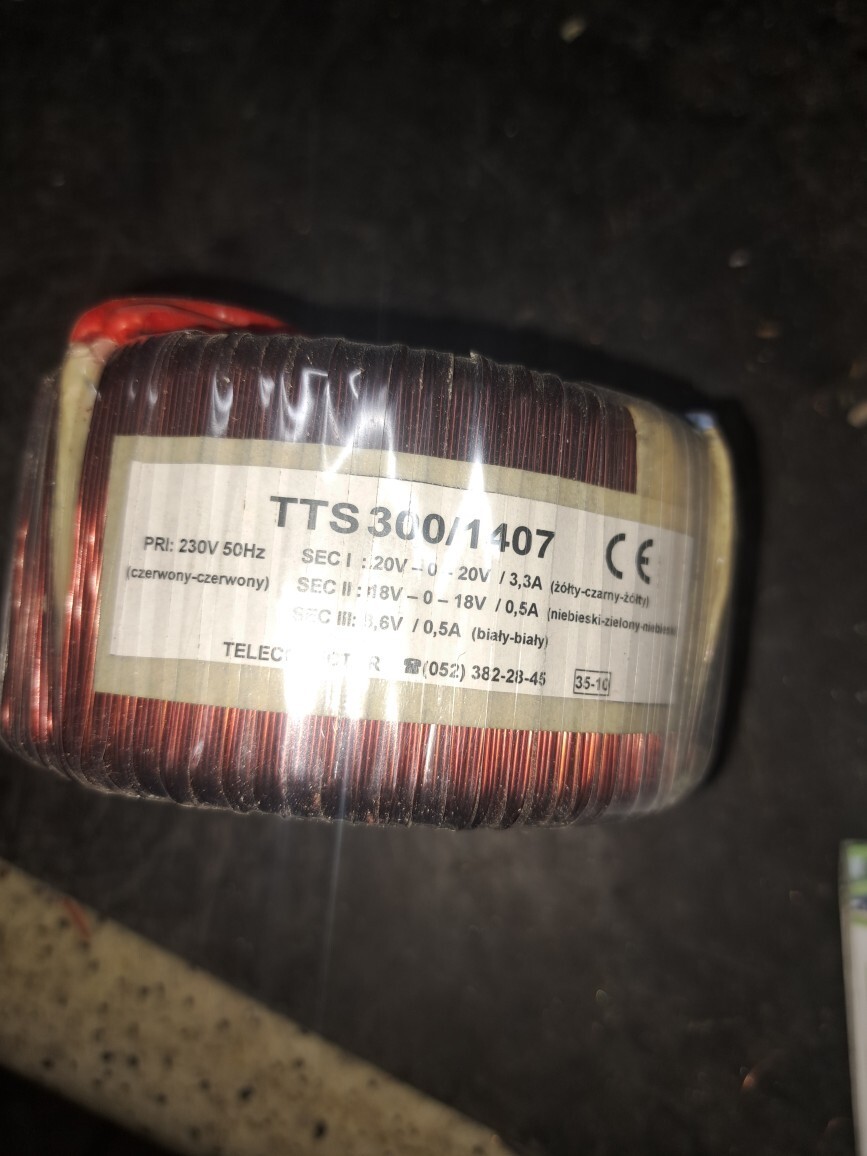 TTS 300/1407
CE
PRI: 230V 50Hz
(czerwony-czerwony)
SEC I : 20V – 0 – 20V / 3,3A (żółty-czarny-żółty)
SEC II : 18V – 0 – 18V / 0,5A (niebieski-zielony-niebieski
SEC III: / 0,5A (biały-biały)
☎(052) 382-28-45
35-10